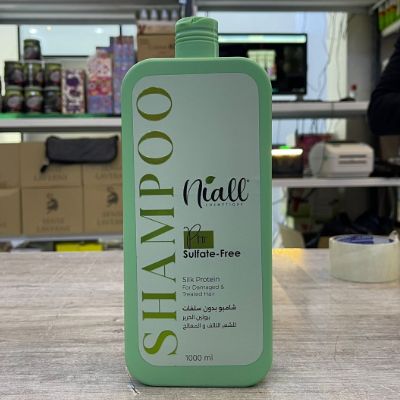 SHAMPOO
Niall
Pro
Sulfate-Free
Silk Protein
For Damaged &
Treated Hair
شامبو بدون سلفات
بروتين الحرير
للشعر التالف و المعالج
1000 ml